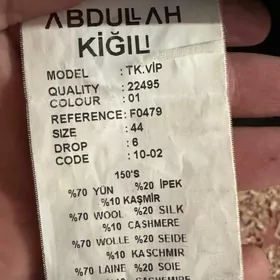 ABDULLAH
KİĞILI
MODEL : TK.VİP
QUALITY : 22495
COLOUR : 01
REFERENCE: F0479
SIZE : 44
DROP : 6
CODE : 10-02
150'S
%70 YÜN %20 İPEK
%10 KAŞMİR
%70 WOOL %20 SILK
%10 CASHMERE
%70 WOLLE %20 SEIDE
%10 KASCHMIR
%70 LAINE %20 SOIE